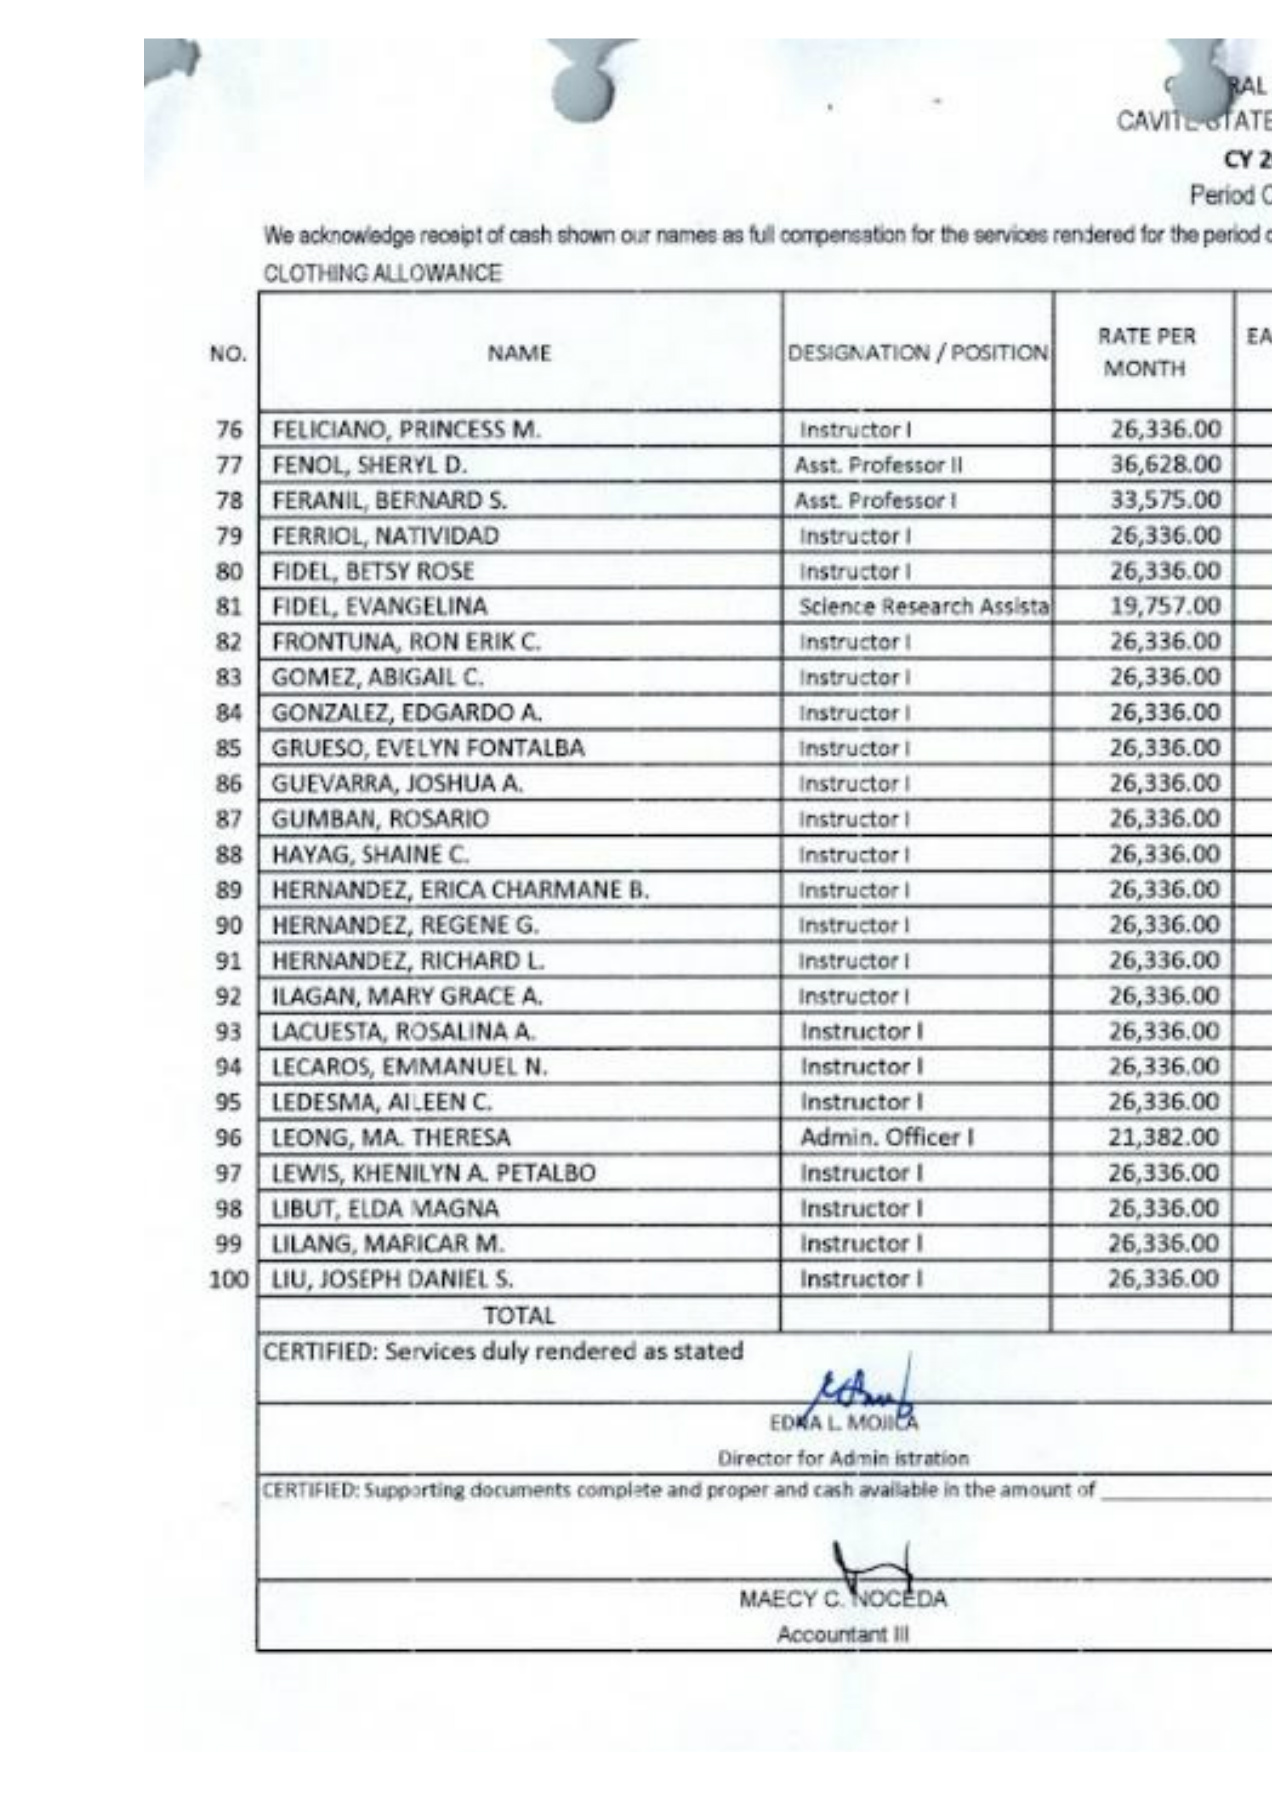 RAL
CAVITE STATE
CY 2
Period
We acknowledge receipt of cash shown our names as full compensation for the services rendered for the period
CLOTHING ALLOWANCE
NO. NAME DESIGNATION / POSITION RATE PER MONTH EA
76 FELICIANO, PRINCESS M. Instructor I 26,336.00
77 FENOL, SHERYL D. Asst. Professor II 36,628.00
78 FERANIL, BERNARD S. Asst. Professor I 33,575.00
79 FERRIOL, NATIVIDAD Instructor I 26,336.00
80 FIDEL, BETSY ROSE Instructor I 26,336.00
81 FIDEL, EVANGELINA Science Research Assista 19,757.00
82 FRONTUNA, RON ERIK C. Instructor I 26,336.00
83 GOMEZ, ABIGAIL C. Instructor I 26,336.00
84 GONZALEZ, EDGARDO A. Instructor I 26,336.00
85 GRUESO, EVELYN FONTALBA Instructor I 26,336.00
86 GUEVARRA, JOSHUA A. Instructor I 26,336.00
87 GUMBAN, ROSARIO Instructor I 26,336.00
88 HAYAG, SHAINE C. Instructor I 26,336.00
89 HERNANDEZ, ERICA CHARMANE B. Instructor I 26,336.00
90 HERNANDEZ, REGENE G. Instructor I 26,336.00
91 HERNANDEZ, RICHARD L. Instructor I 26,336.00
92 ILAGAN, MARY GRACE A. Instructor I 26,336.00
93 LACUESTA, ROSALINA A. Instructor I 26,336.00
94 LECAROS, EMMANUEL N. Instructor I 26,336.00
95 LEDESMA, AILEEN C. Instructor I 26,336.00
96 LEONG, MA. THERESA Admin. Officer I 21,382.00
97 LEWIS, KHENILYN A. PETALBO Instructor I 26,336.00
98 LIBUT, ELDA MAGNA Instructor I 26,336.00
99 LILANG, MARICAR M. Instructor I 26,336.00
100 LIU, JOSEPH DANIEL S. Instructor I 26,336.00
TOTAL
CERTIFIED: Services duly rendered as stated
EDNA L. MOJICA
Director for Admin istration
CERTIFIED: Supporting documents complete and proper and cash available in the amount of
MAECY C. NOCEDA
Accountant III